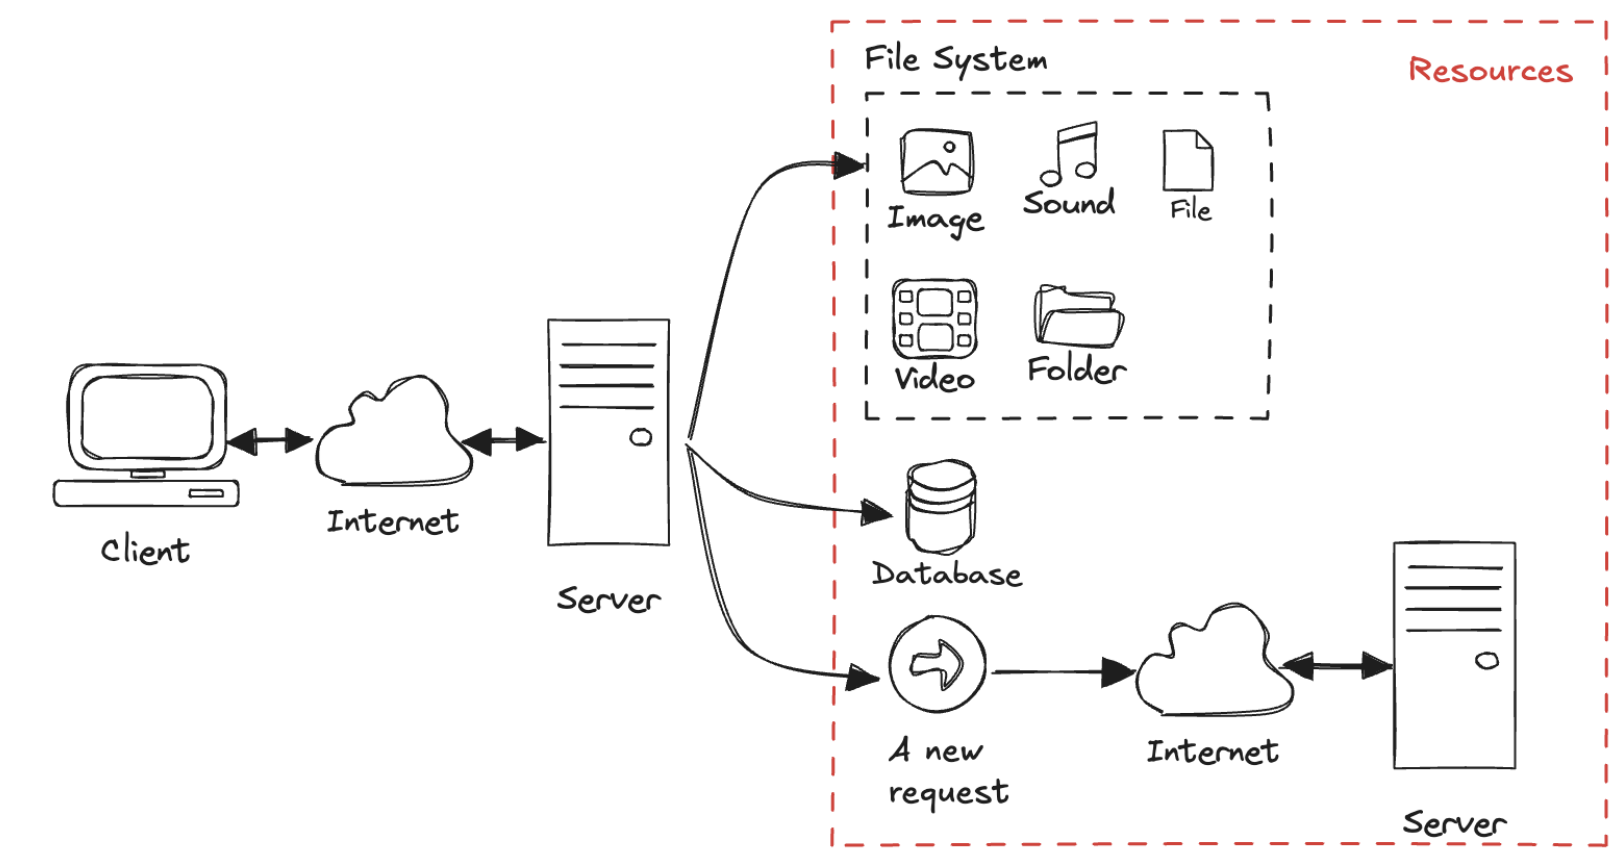 File System
Resources
Image
Sound
File
Video
Folder
Client
Internet
Server
Database
A new
request
Internet
Server